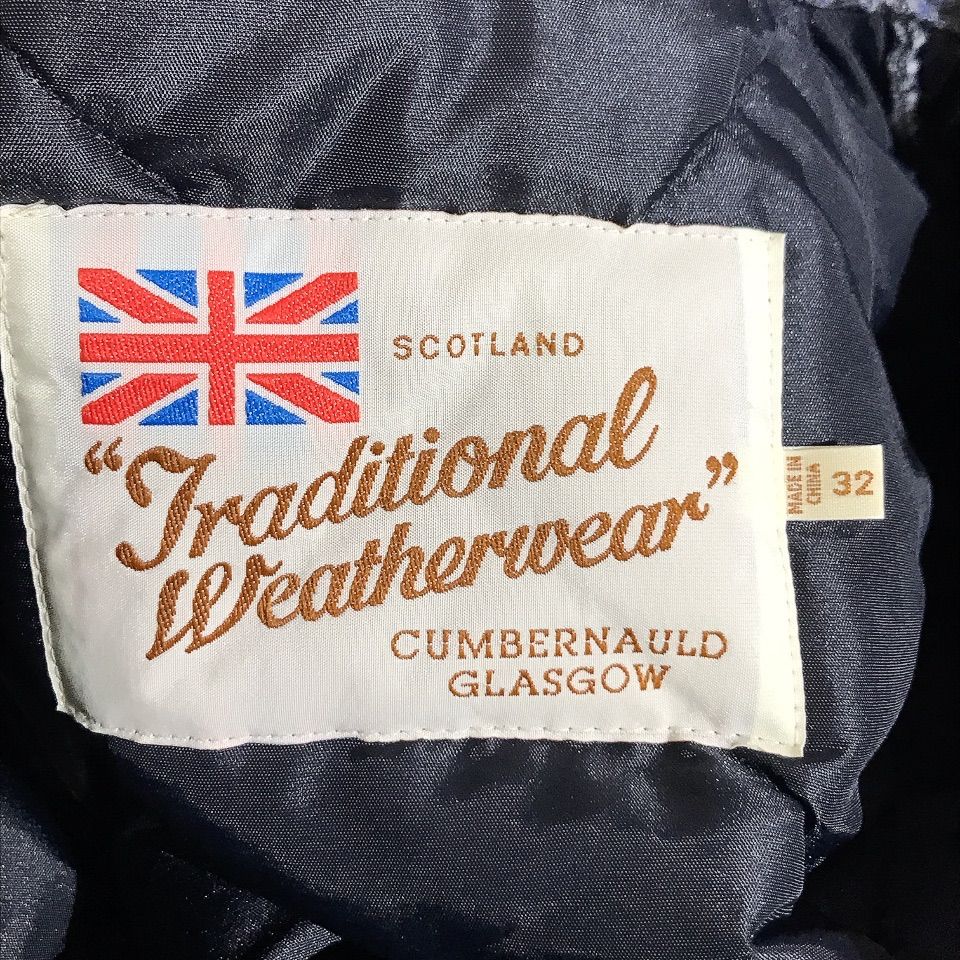 SCOTLAND
"Traditional
Weatherwear"
CUMBERNAULD
GLASGOW
MADE IN
CHINA
32